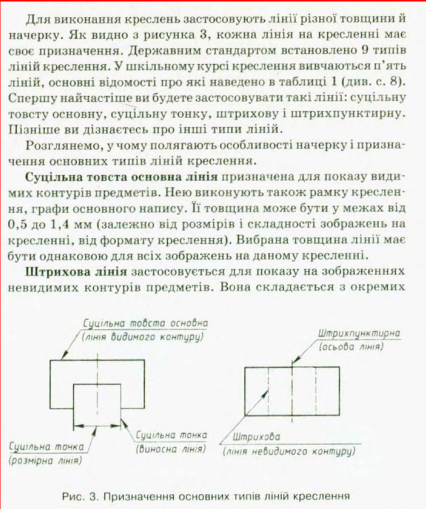 Для виконання креслень застосовують лінії різної товщини й
начерку. Як видно з рисунка 3, кожна лінія на кресленні має
своє призначення. Державним стандартом встановлено 9 типів
ліній креслення. У шкільному курсі креслення вивчаються п’ять
ліній, основні відомості про які наведено в таблиці 1 (див. с. 8).
Спершу найчастіше ви будете застосовувати такі лінії: суцільну
товсту основну, суцільну тонку, штрихову і штрихпунктирну.
Пізніше ви дізнаєтесь про інші типи ліній.
Розглянемо, у чому полягають особливості начерку і призна-
чення основних типів ліній креслення.
Суцільна товста основна лінія призначена для показу види-
мих контурів предметів. Нею виконують також рамку креслен-
ня, графи основного напису. Її товщина може бути у межах від
0,5 до 1,4 мм (залежно від розмірів і складності зображень на
кресленні, від формату креслення). Вибрана товщина лінії має
бути однаковою для всіх зображень на даному кресленні.
Штрихова лінія застосовується для показу на зображеннях
невидимих контурів предметів. Вона складається з окремих
Суцільна товста основна
(лінія видимого контуру)
Штрихпунктирна
(осьова лінія)
Суцільна тонка
(розмірна лінія)
Суцільна тонка
(виносна лінія)
Штрихова
(лінія невидимого контуру)
Рис. 3. Призначення основних типів ліній креслення